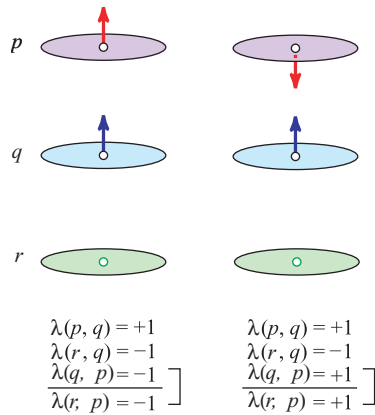 p
q
r
λ(p, q) = +1 λ(p, q) = +1
λ(r, q) = −1 λ(r, q) = −1
λ(q, p) = −1 λ(q, p) = +1
λ(r, p) = −1 λ(r, p) = +1